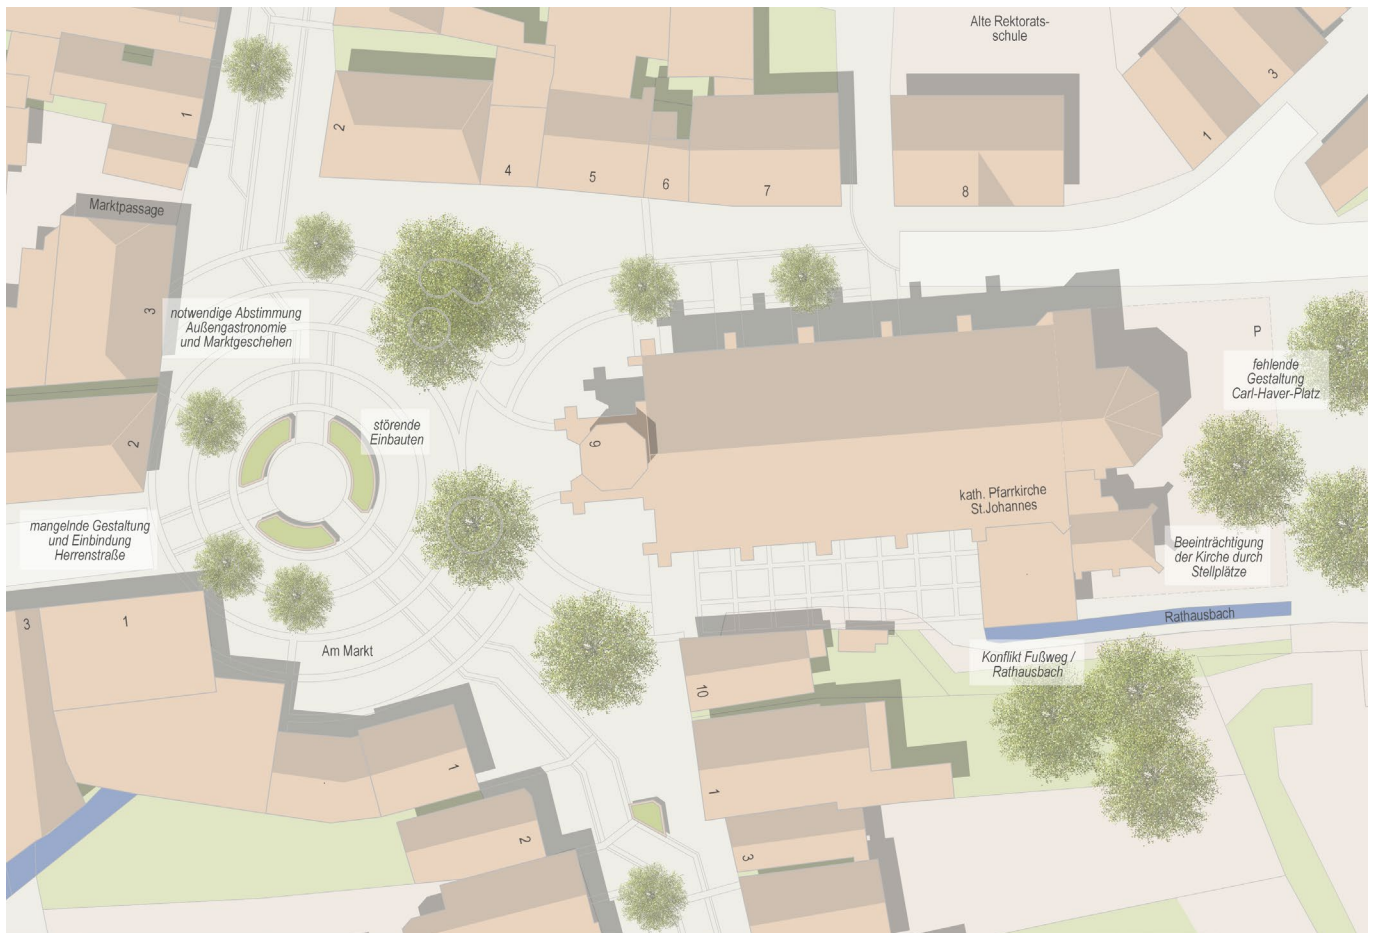 Alte Rektorats-
schule
3
1
1
2
4
5
6
7
8
Marktpassage
3
notwendige Abstimmung
Außengastronomie
und Marktgeschehen
P
fehlende
Gestaltung
Carl-Haver-Platz
störende
Einbauten
2
9
kath. Pfarrkirche
St.Johannes
mangelnde Gestaltung
und Einbindung
Herrenstraße
Beeinträchtigung
der Kirche durch
Stellplätze
Rathausbach
3
1
Am Markt
Konflikt Fußweg /
Rathausbach
10
1
1
2
3